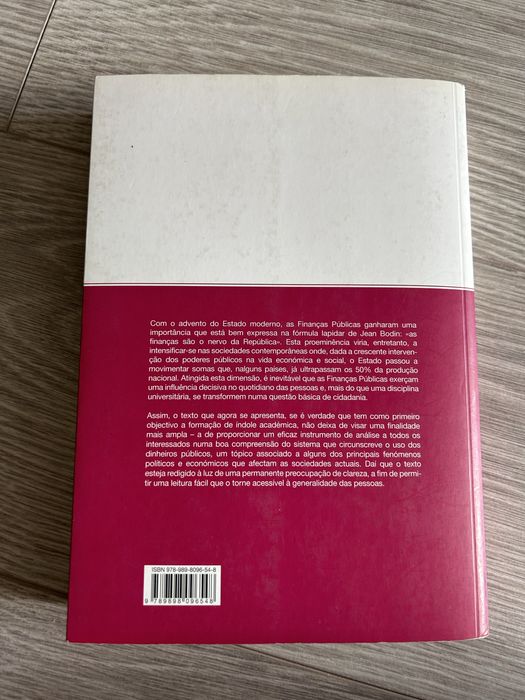 Com o advento do Estado moderno, as Finanças Públicas ganharam uma
importância que está bem expressa na fórmula lapidar de Jean Bodin: «as
finanças são o nervo da República». Esta proeminência viria, entretanto, a
intensificar-se nas sociedades contemporâneas onde, dada a crescente interven-
ção dos poderes públicos na vida económica e social, o Estado passou a
movimentar somas que, nalguns países, já ultrapassam os 50% da produção
nacional. Atingida esta dimensão, é inevitável que as Finanças Públicas exerçam
uma influência decisiva no quotidiano das pessoas e, mais do que uma disciplina
universitária, se transformem numa questão básica de cidadania.
Assim, o texto que agora se apresenta, se é verdade que tem como primeiro
objectivo a formação de índole académica, não deixa de visar uma finalidade
mais ampla – a de proporcionar um eficaz instrumento de análise a todos os
interessados numa boa compreensão do sistema que circunscreve o uso dos
dinheiros públicos, um tópico associado a alguns dos principais fenómenos
políticos e económicos que afectam as sociedades actuais. Daí que o texto
esteja redigido à luz de uma permanente preocupação de clareza, a fim de permi-
tir uma leitura fácil que o torne acessível à generalidade das pessoas.
ISBN 978-989-8096-54-8
9 789898 096548